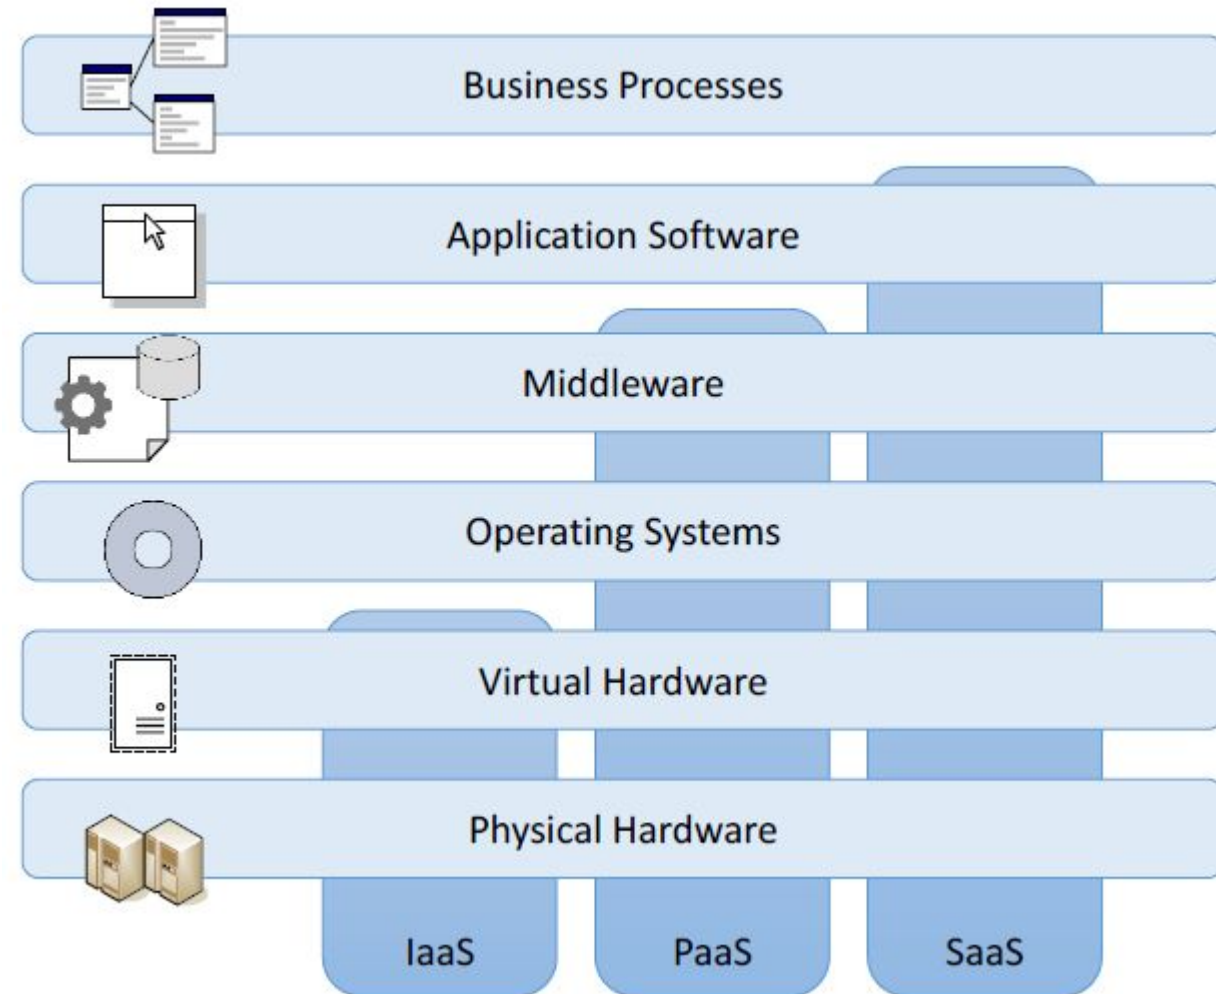 Business Processes
Application Software
Middleware
Operating Systems
Virtual Hardware
Physical Hardware
IaaS
PaaS
SaaS